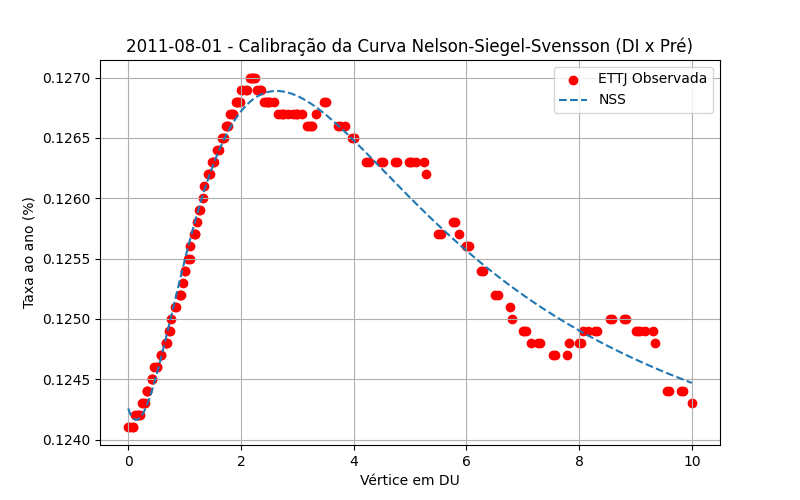 2011-08-01 - Calibração da Curva Nelson-Siegel-Svensson (DI x Pré)
ETTJ Observada
NSS
Taxa ao ano (%)
0.1270
0.1265
0.1260
0.1255
0.1250
0.1245
0.1240
0 2 4 6 8 10
Vértice em DU